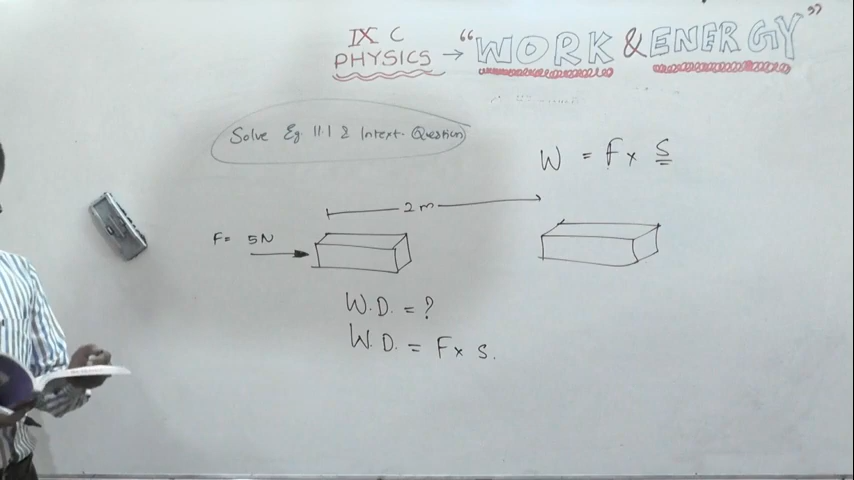 IX C
PHYSICS → "WORK & ENERGY"
Solve Eg 11.1 & Intext. Question
W = F x s
2 m
F= 5N
W.D. = ?
W.D. = F x s.